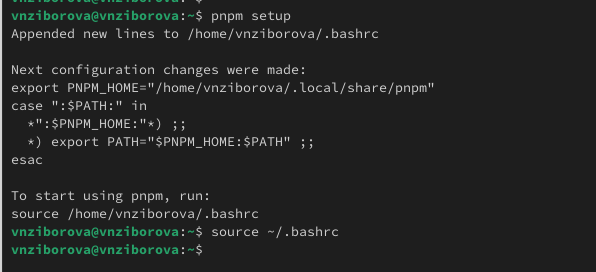 vnziborova@vnziborova:~$ pnpm setup
Appended new lines to /home/vnziborova/.bashrc

Next configuration changes were made:
export PNPM_HOME="/home/vnziborova/.local/share/pnpm"
case ":$PATH:" in
  *":$PNPM_HOME:"*) ;;
  *) export PATH="$PNPM_HOME:$PATH" ;;
esac

To start using pnpm, run:
source /home/vnziborova/.bashrc
vnziborova@vnziborova:~$ source ~/.bashrc
vnziborova@vnziborova:~$